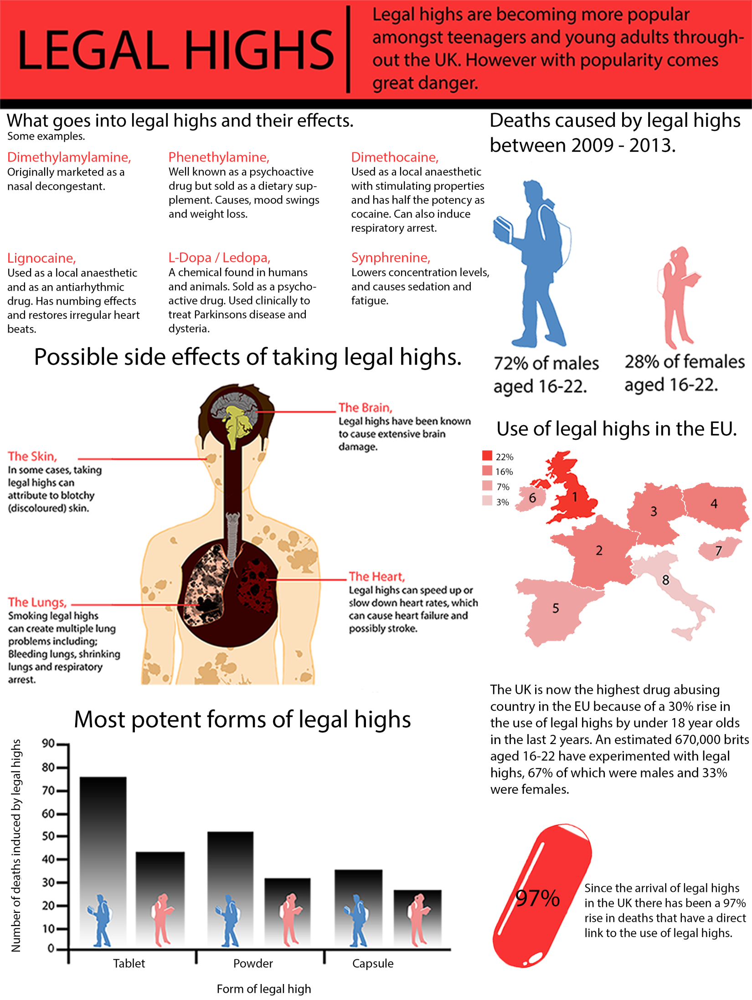 LEGAL HIGHS
Legal highs are becoming more popular
amongst teenagers and young adults through-
out the UK. However with popularity comes
great danger.
What goes into legal highs and their effects.
Some examples.
Dimethylamylamine,
Originally marketed as a
nasal decongestant.
Phenethylamine,
Well known as a psychoactive
drug but sold as a dietary sup-
plement. Causes, mood swings
and weight loss.
Dimethocaine,
Used as a local anaesthetic
with stimulating properties
and has half the potency as
cocaine. Can also induce
respiratory arrest.
Lignocaine,
Used as a local anaesthetic
and as an antiarhythmic
drug. Has numbing effects
and restores irregular heart
beats.
L-Dopa / Ledopa,
A chemical found in humans
and animals. Sold as a psycho-
active drug. Used clinically to
treat Parkinsons disease and
dysteria.
Synphrenine,
Lowers concentration levels,
and causes sedation and
fatigue.
Deaths caused by legal highs
between 2009 - 2013.
72% of males
aged 16-22.
28% of females
aged 16-22.
Possible side effects of taking legal highs.
The Brain,
Legal highs have been known
to cause extensive brain
damage.
The Skin,
In some cases, taking
legal highs can
attribute to blotchy
(discoloured) skin.
The Heart,
Legal highs can speed up or
slow down heart rates, which
can cause heart failure and
possibly stroke.
The Lungs,
Smoking legal highs
can create multiple lung
problems including;
Bleeding lungs, shrinking
lungs and respiratory
arrest.
Use of legal highs in the EU.
22%
16%
7%
3%
1
2
3
4
5
6
7
8
The UK is now the highest drug abusing
country in the EU because of a 30% rise in
the use of legal highs by under 18 year olds
in the last 2 years. An estimated 670,000 brits
aged 16-22 have experimented with legal
highs, 67% of which were males and 33%
were females.
Most potent forms of legal highs
Number of deaths induced by legal highs
90
80
70
60
50
40
30
20
10
0
Tablet
Powder
Capsule
Form of legal high
97%
Since the arrival of legal highs
in the UK there has been a 97%
rise in deaths that have a direct
link to the use of legal highs.